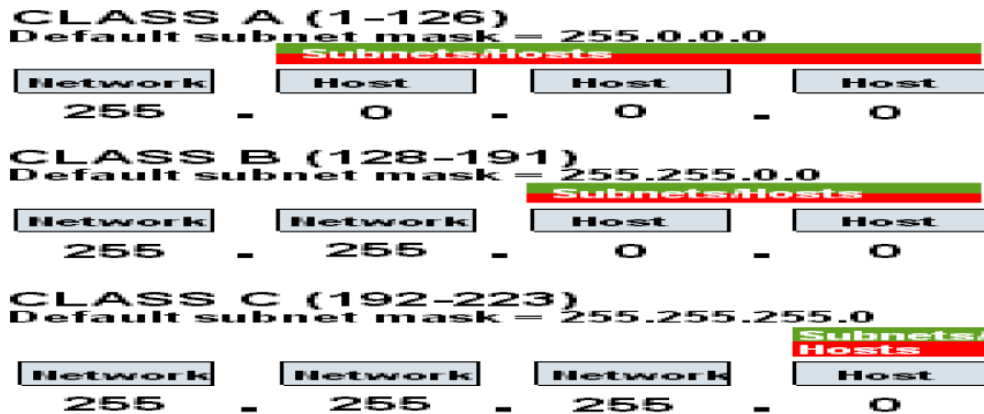 CLASS A (1-126)
Default subnet mask = 255.0.0.0
Subnets/Hosts
Network Host Host Host
255 . 0 . 0 . 0
CLASS B (128-191)
Default subnet mask = 255.255.0.0
Subnets/Hosts
Network Network Host Host
255 . 255 . 0 . 0
CLASS C (192-223)
Default subnet mask = 255.255.255.0
Subnets/
Hosts
Network Network Network Host
255 . 255 . 255 . 0